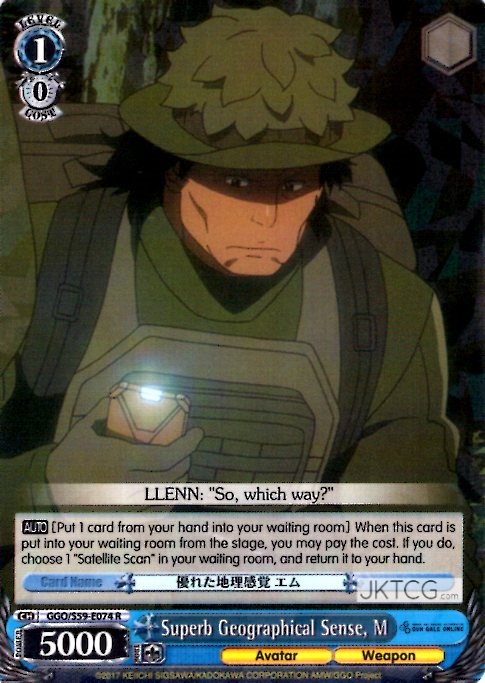 LEVEL
1
0
COST
LLENN: "So, which way?"
AUTO [Put 1 card from your hand into your waiting room] When this card is
put into your waiting room from the stage, you may pay the cost. If you do,
choose 1 "Satellite Scan" in your waiting room, and return it to your hand.
Card Name 優れた地理感覚 エム
JKTCG.com
CH GGO/S59-E074 R
POWER 5000 Superb Geographical Sense, M GUN GALE ONLINE
Avatar Weapon
©2017 KEIICHI SIGSAWA/KADOKAWA CORPORATION AMW/GGO Project